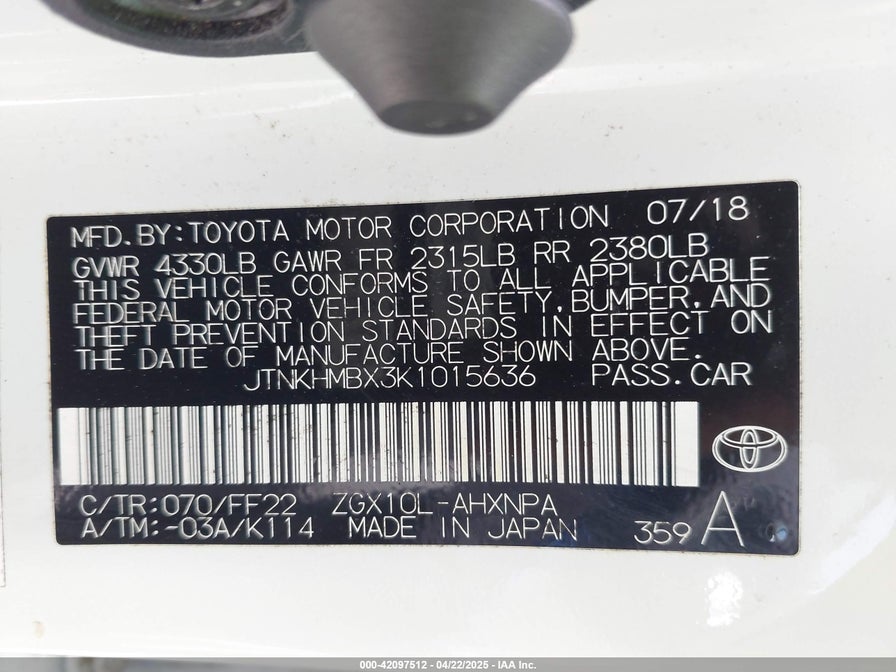 MFD. BY: TOYOTA MOTOR CORPORATION 07/18
GVWR 4330LB GAWR FR 2315LB RR 2380LB
THIS VEHICLE CONFORMS TO ALL APPLICABLE
FEDERAL MOTOR VEHICLE SAFETY, BUMPER, AND
THEFT PREVENTION STANDARDS IN EFFECT ON
THE DATE OF MANUFACTURE SHOWN ABOVE.
JTNKHMBX3K1015636 PASS. CAR
C/TR: 070/FF22 ZGX10L-AHXNPA
A/TM: -03A/K114 MADE IN JAPAN 359 A
000-42097512 - 04/22/2025 - IAA Inc.